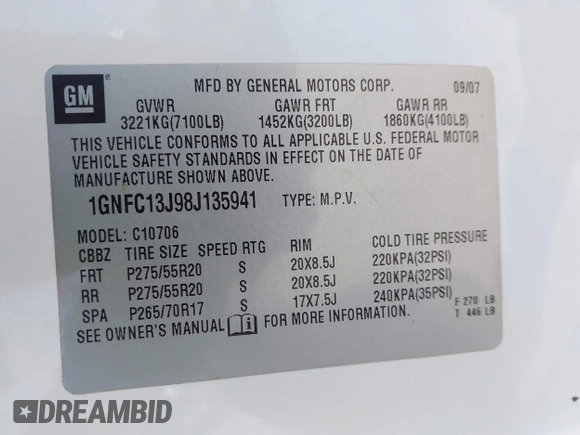 GM
MFD BY GENERAL MOTORS CORP. 09/07
GVWR GAWR FRT GAWR RR
3221KG(7100LB) 1452KG(3200LB) 1860KG(4100LB)
THIS VEHICLE CONFORMS TO ALL APPLICABLE U.S. FEDERAL MOTOR
VEHICLE SAFETY STANDARDS IN EFFECT ON THE DATE OF
MANUFACTURE SHOWN ABOVE.
1GNFC13J98J135941 TYPE: M.P.V.
MODEL: C10706
CBBZ TIRE SIZE SPEED RTG RIM COLD TIRE PRESSURE
FRT P275/55R20 S 20X8.5J 220KPA(32PSI)
RR P275/55R20 S 20X8.5J 220KPA(32PSI)
SPA P265/70R17 S 17X7.5J 240KPA(35PSI) F 270 LB
SEE OWNER'S MANUAL FOR MORE INFORMATION. T 446 LB
DREAMBID